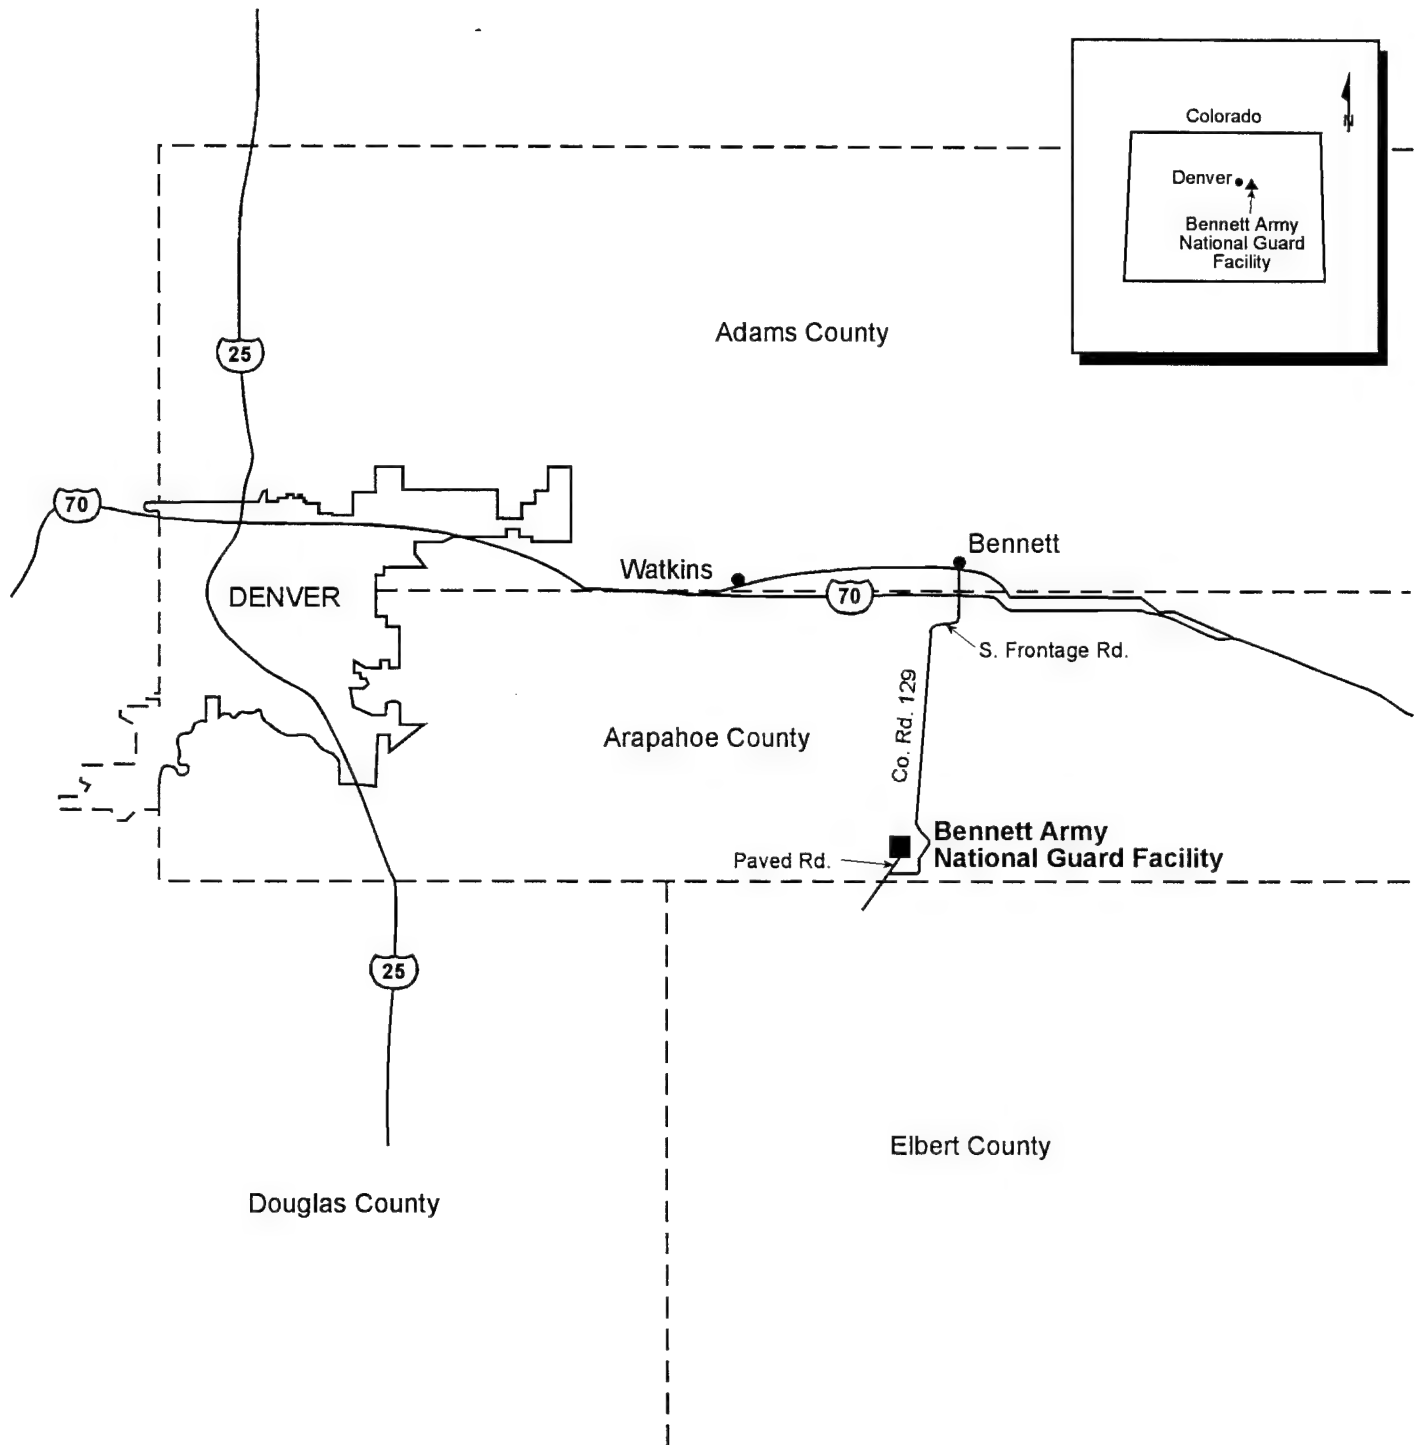 Colorado
N
Denver
Bennett Army
National Guard
Facility
Adams County
25
70
Bennett
Watkins
DENVER
70
S. Frontage Rd.
Co. Rd. 129
Arapahoe County
Bennett Army
National Guard Facility
Paved Rd.
25
Elbert County
Douglas County